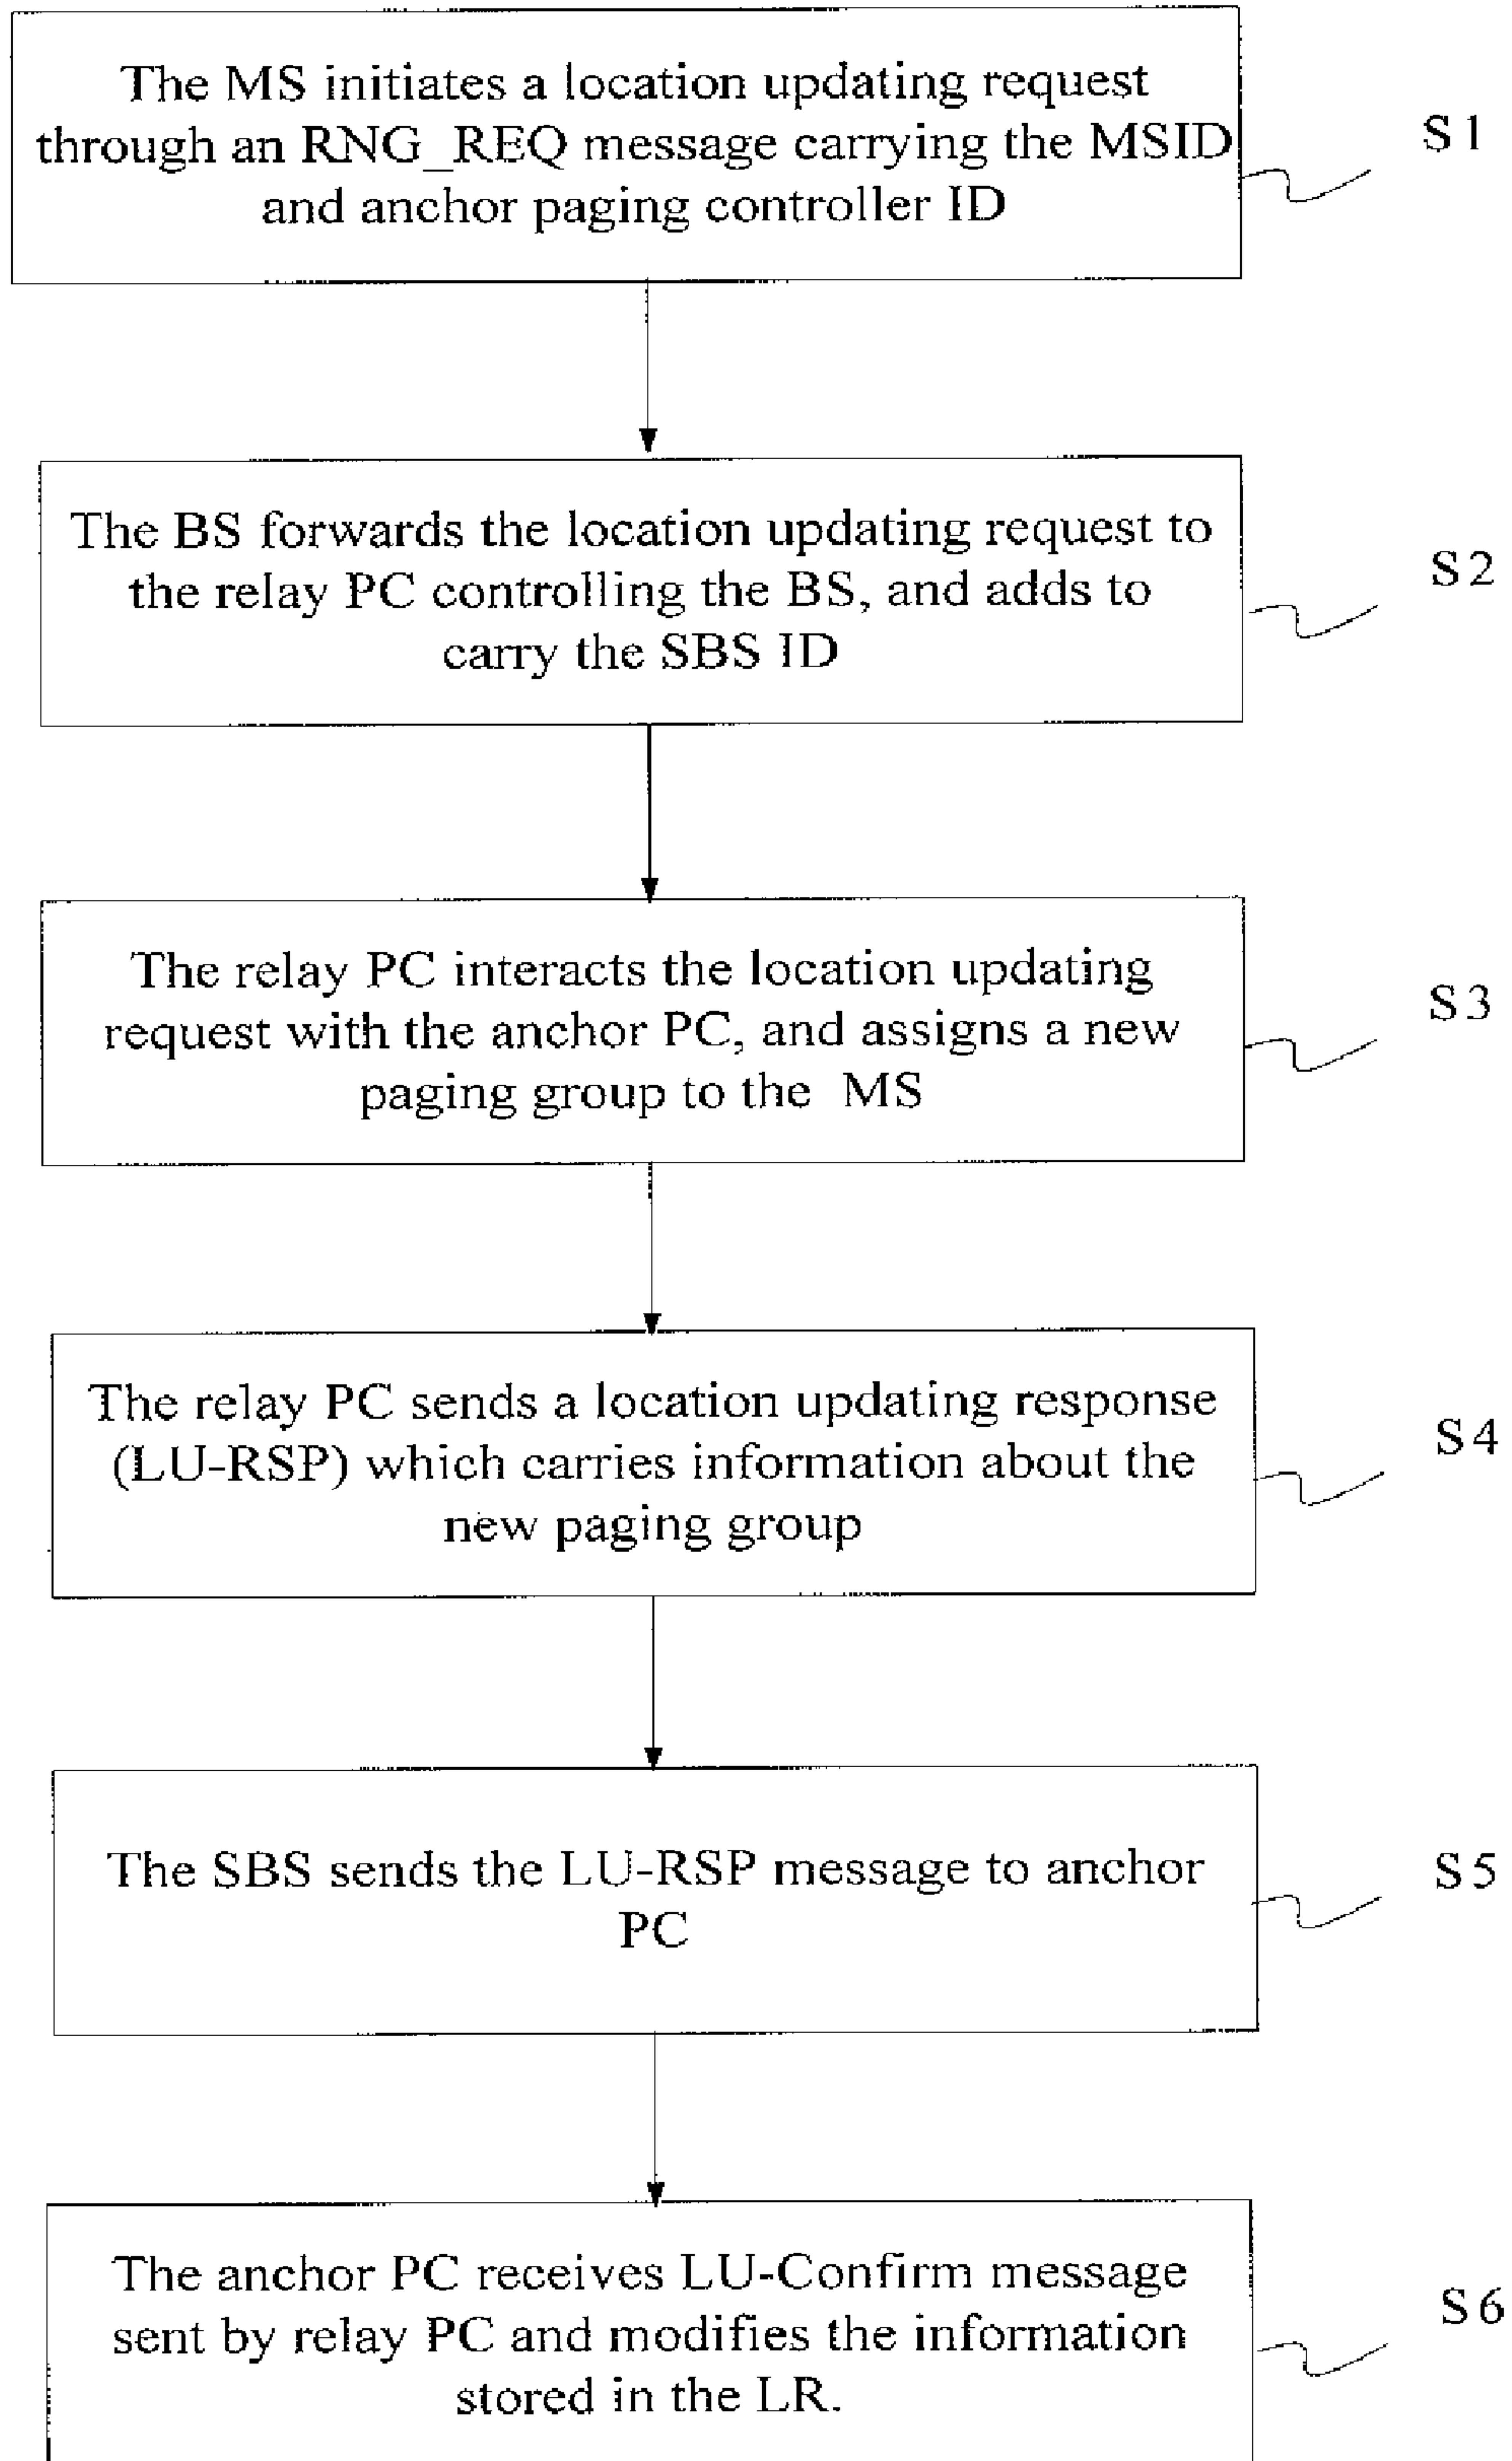 The MS initiates a location updating request
through an RNG_REQ message carrying the MSID
and anchor paging controller ID
S1
The BS forwards the location updating request to
the relay PC controlling the BS, and adds to
carry the SBS ID
S2
The relay PC interacts the location updating
request with the anchor PC, and assigns a new
paging group to the MS
S3
The relay PC sends a location updating response
(LU-RSP) which carries information about the
new paging group
S4
The SBS sends the LU-RSP message to anchor
PC
S5
The anchor PC receives LU-Confirm message
sent by relay PC and modifies the information
stored in the LR.
S6